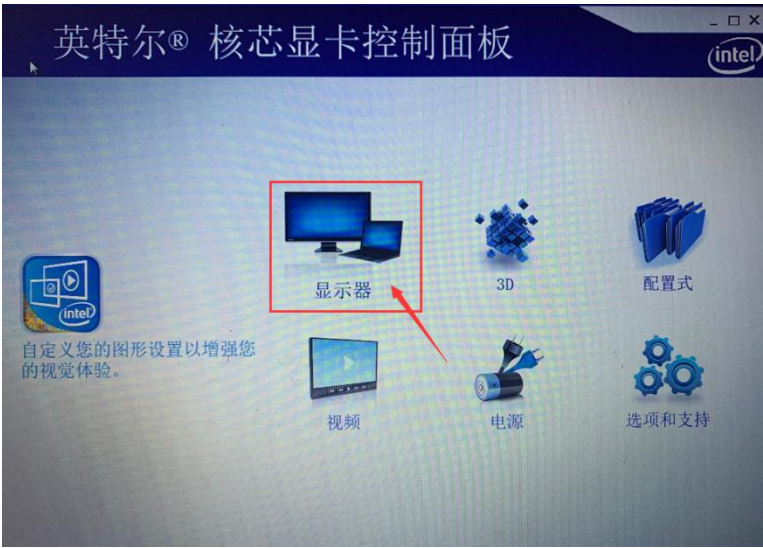 英特尔® 核芯显卡控制面板
intel
显示器
3D
配置式
intel
自定义您的图形设置以增强您
的视觉体验。
视频
电源
选项和支持